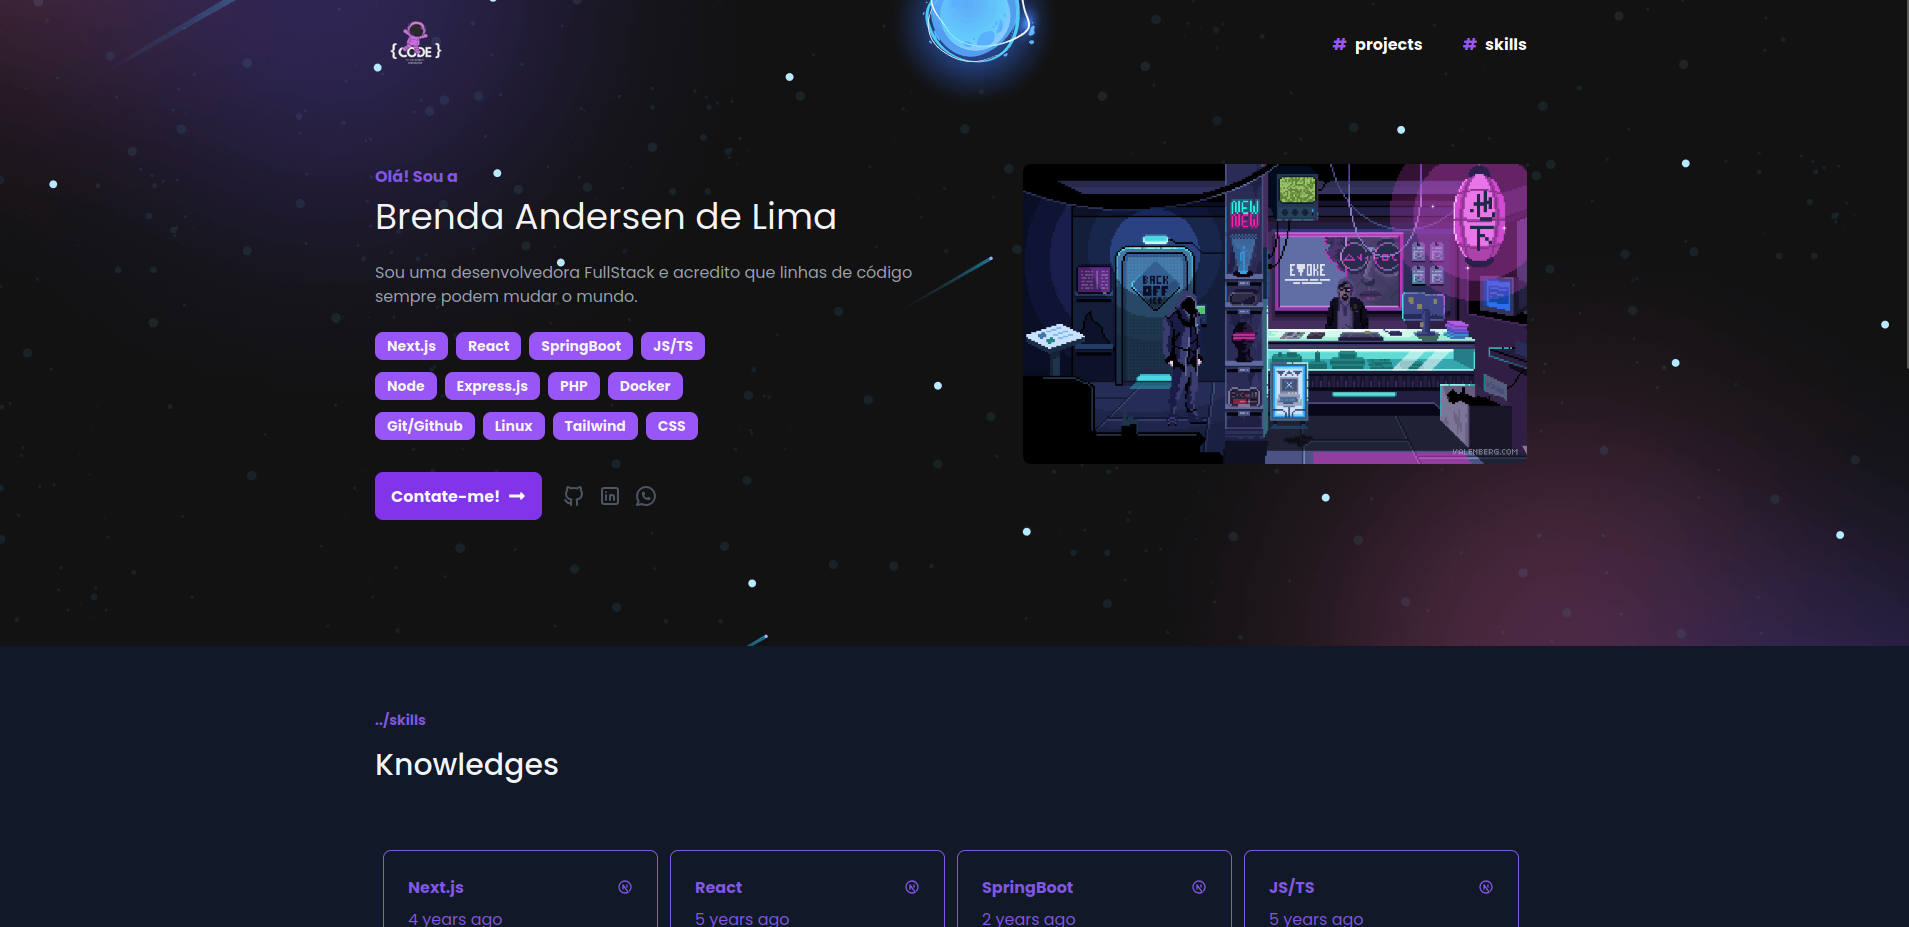 {CODE}
# projects # skills
Olá! Sou a
Brenda Andersen de Lima
Sou uma desenvolvedora FullStack e acredito que linhas de código
sempre podem mudar o mundo.
Next.js React SpringBoot JS/TS
Node Express.js PHP Docker
Git/Github Linux Tailwind CSS
Contate-me!
NEW
NEW
EVOKE
BACK
OFF
VALENBERG.COM
../skills
Knowledges
Next.js
4 years ago
React
5 years ago
SpringBoot
2 years ago
JS/TS
5 years ago